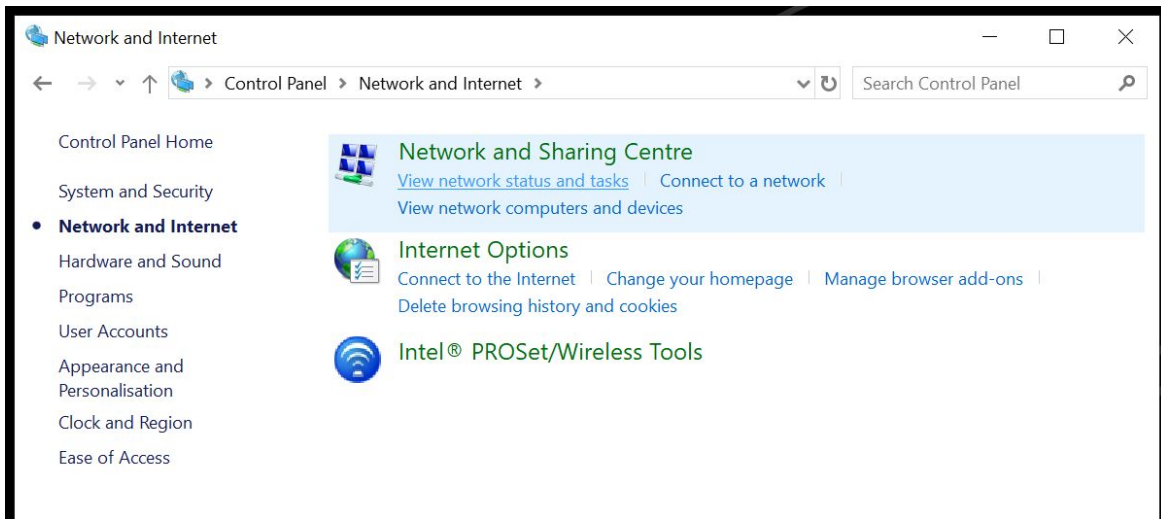 Network and Internet
Control Panel > Network and Internet >
Search Control Panel
Control Panel Home
System and Security
Network and Internet
Hardware and Sound
Programs
User Accounts
Appearance and
Personalisation
Clock and Region
Ease of Access
Network and Sharing Centre
View network status and tasks | Connect to a network |
View network computers and devices
Internet Options
Connect to the Internet | Change your homepage | Manage browser add-ons |
Delete browsing history and cookies
Intel® PROSet/Wireless Tools